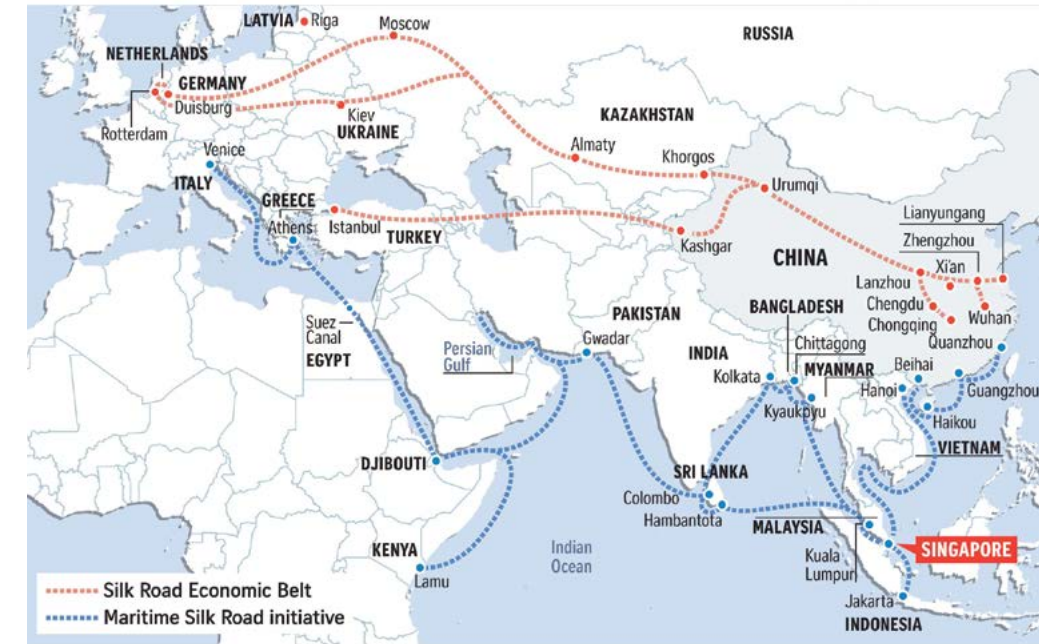 LATVIA
Riga
Moscow
RUSSIA
NETHERLANDS
GERMANY
Duisburg
Kiev
UKRAINE
KAZAKHSTAN
Rotterdam
Venice
Almaty
Khorgos
Urumqi
ITALY
GREECE
Athens
Istanbul
TURKEY
Kashgar
Lianyungang
Zhengzhou
CHINA
Xi'an
Lanzhou
Chengdu
Chongqing
Wuhan
Quanzhou
Suez
Canal
EGYPT
Persian
Gulf
PAKISTAN
Gwadar
BANGLADESH
INDIA
Chittagong
Kolkata
MYANMAR
Kyaukpyu
Beihai
Hanoi
Guangzhou
Haikou
VIETNAM
DJIBOUTI
SRI LANKA
Colombo
Hambantota
MALAYSIA
SINGAPORE
KENYA
Lamu
Indian
Ocean
Kuala
Lumpur
Jakarta
INDONESIA
Silk Road Economic Belt
Maritime Silk Road initiative